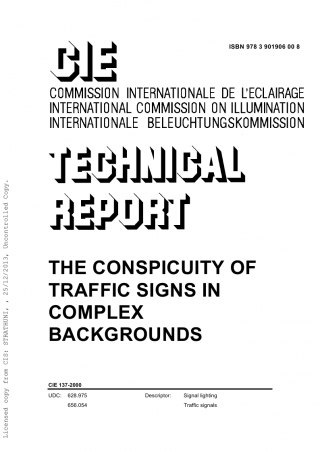 ISBN 978 3 901906 00 8
CIE
COMMISSION INTERNATIONALE DE L'ECLAIRAGE
INTERNATIONAL COMMISSION ON ILLUMINATION
INTERNATIONALE BELEUCHTUNGSKOMMISSION
TECHNICAL
REPORT
THE CONSPICUITY OF
TRAFFIC SIGNS IN
COMPLEX
BACKGROUNDS
CIE 137-2000
UDC: 628.975 Descriptor: Signal lighting
656.054 Traffic signals
Licensed copy from CIS: STRATHUNI, , 25/12/2013, Uncontrolled Copy.